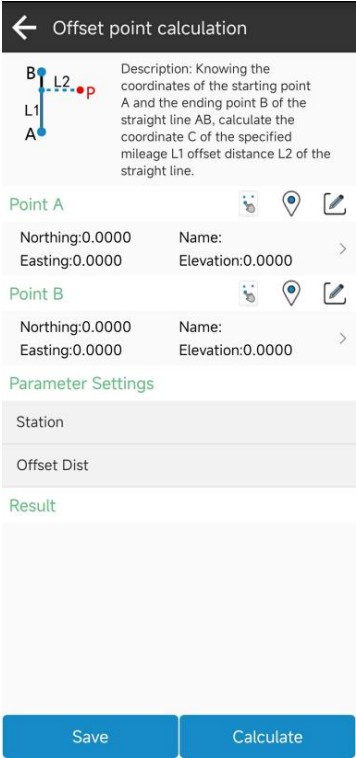 Offset point calculation
B
L2
P
L1
A
Description: Knowing the
coordinates of the starting point
A and the ending point B of the
straight line AB, calculate the
coordinate C of the specified
mileage L1 offset distance L2 of the
straight line.
Point A
Northing:0.0000 Name:
Easting:0.0000 Elevation:0.0000
Point B
Northing:0.0000 Name:
Easting:0.0000 Elevation:0.0000
Parameter Settings
Station
Offset Dist
Result
Save Calculate